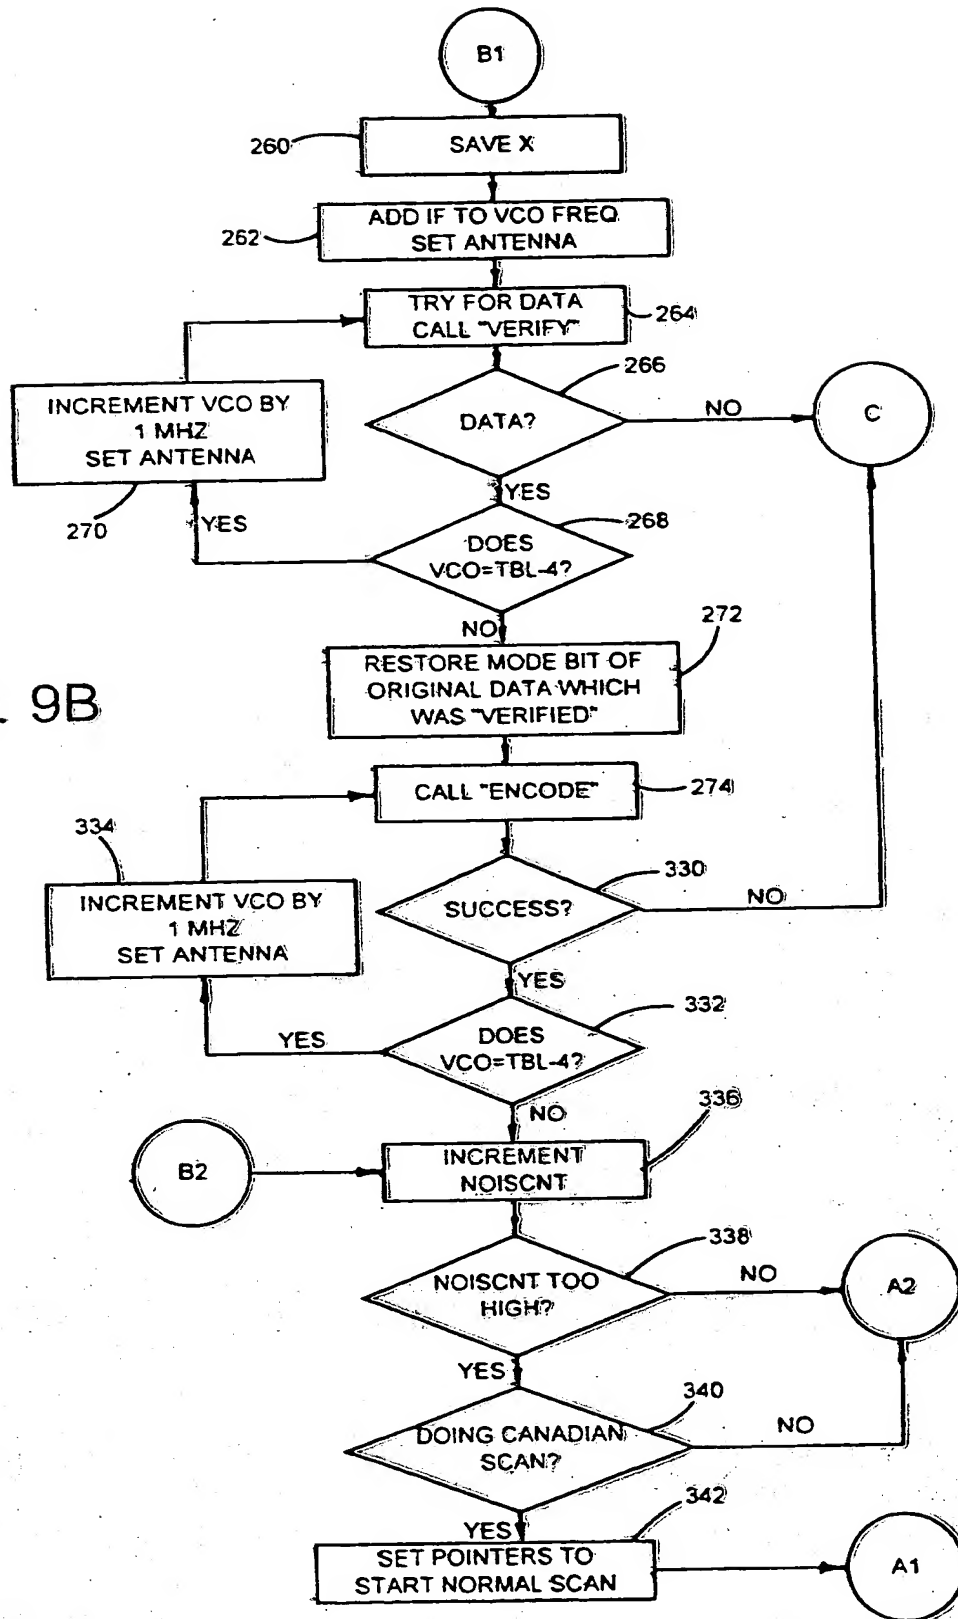 B1
260
SAVE X
262
ADD IF TO VCO FREQ
SET ANTENNA
TRY FOR DATA
CALL "VERIFY"
264
266
INCREMENT VCO BY
1 MHZ
SET ANTENNA
270
DATA?
NO
C
YES
YES
268
DOES
VCO=TBL-4?
NO
272
RESTORE MODE BIT OF
ORIGINAL DATA WHICH
WAS "VERIFIED"
9B
CALL "ENCODE"
274
334
INCREMENT VCO BY
1 MHZ
SET ANTENNA
330
SUCCESS?
NO
YES
YES
332
DOES
VCO=TBL-4?
NO
336
B2
INCREMENT
NOISCNT
338
NOISCNT TOO
HIGH?
NO
A2
YES
340
DOING CANADIAN
SCAN?
NO
YES
342
SET POINTERS TO
START NORMAL SCAN
A1